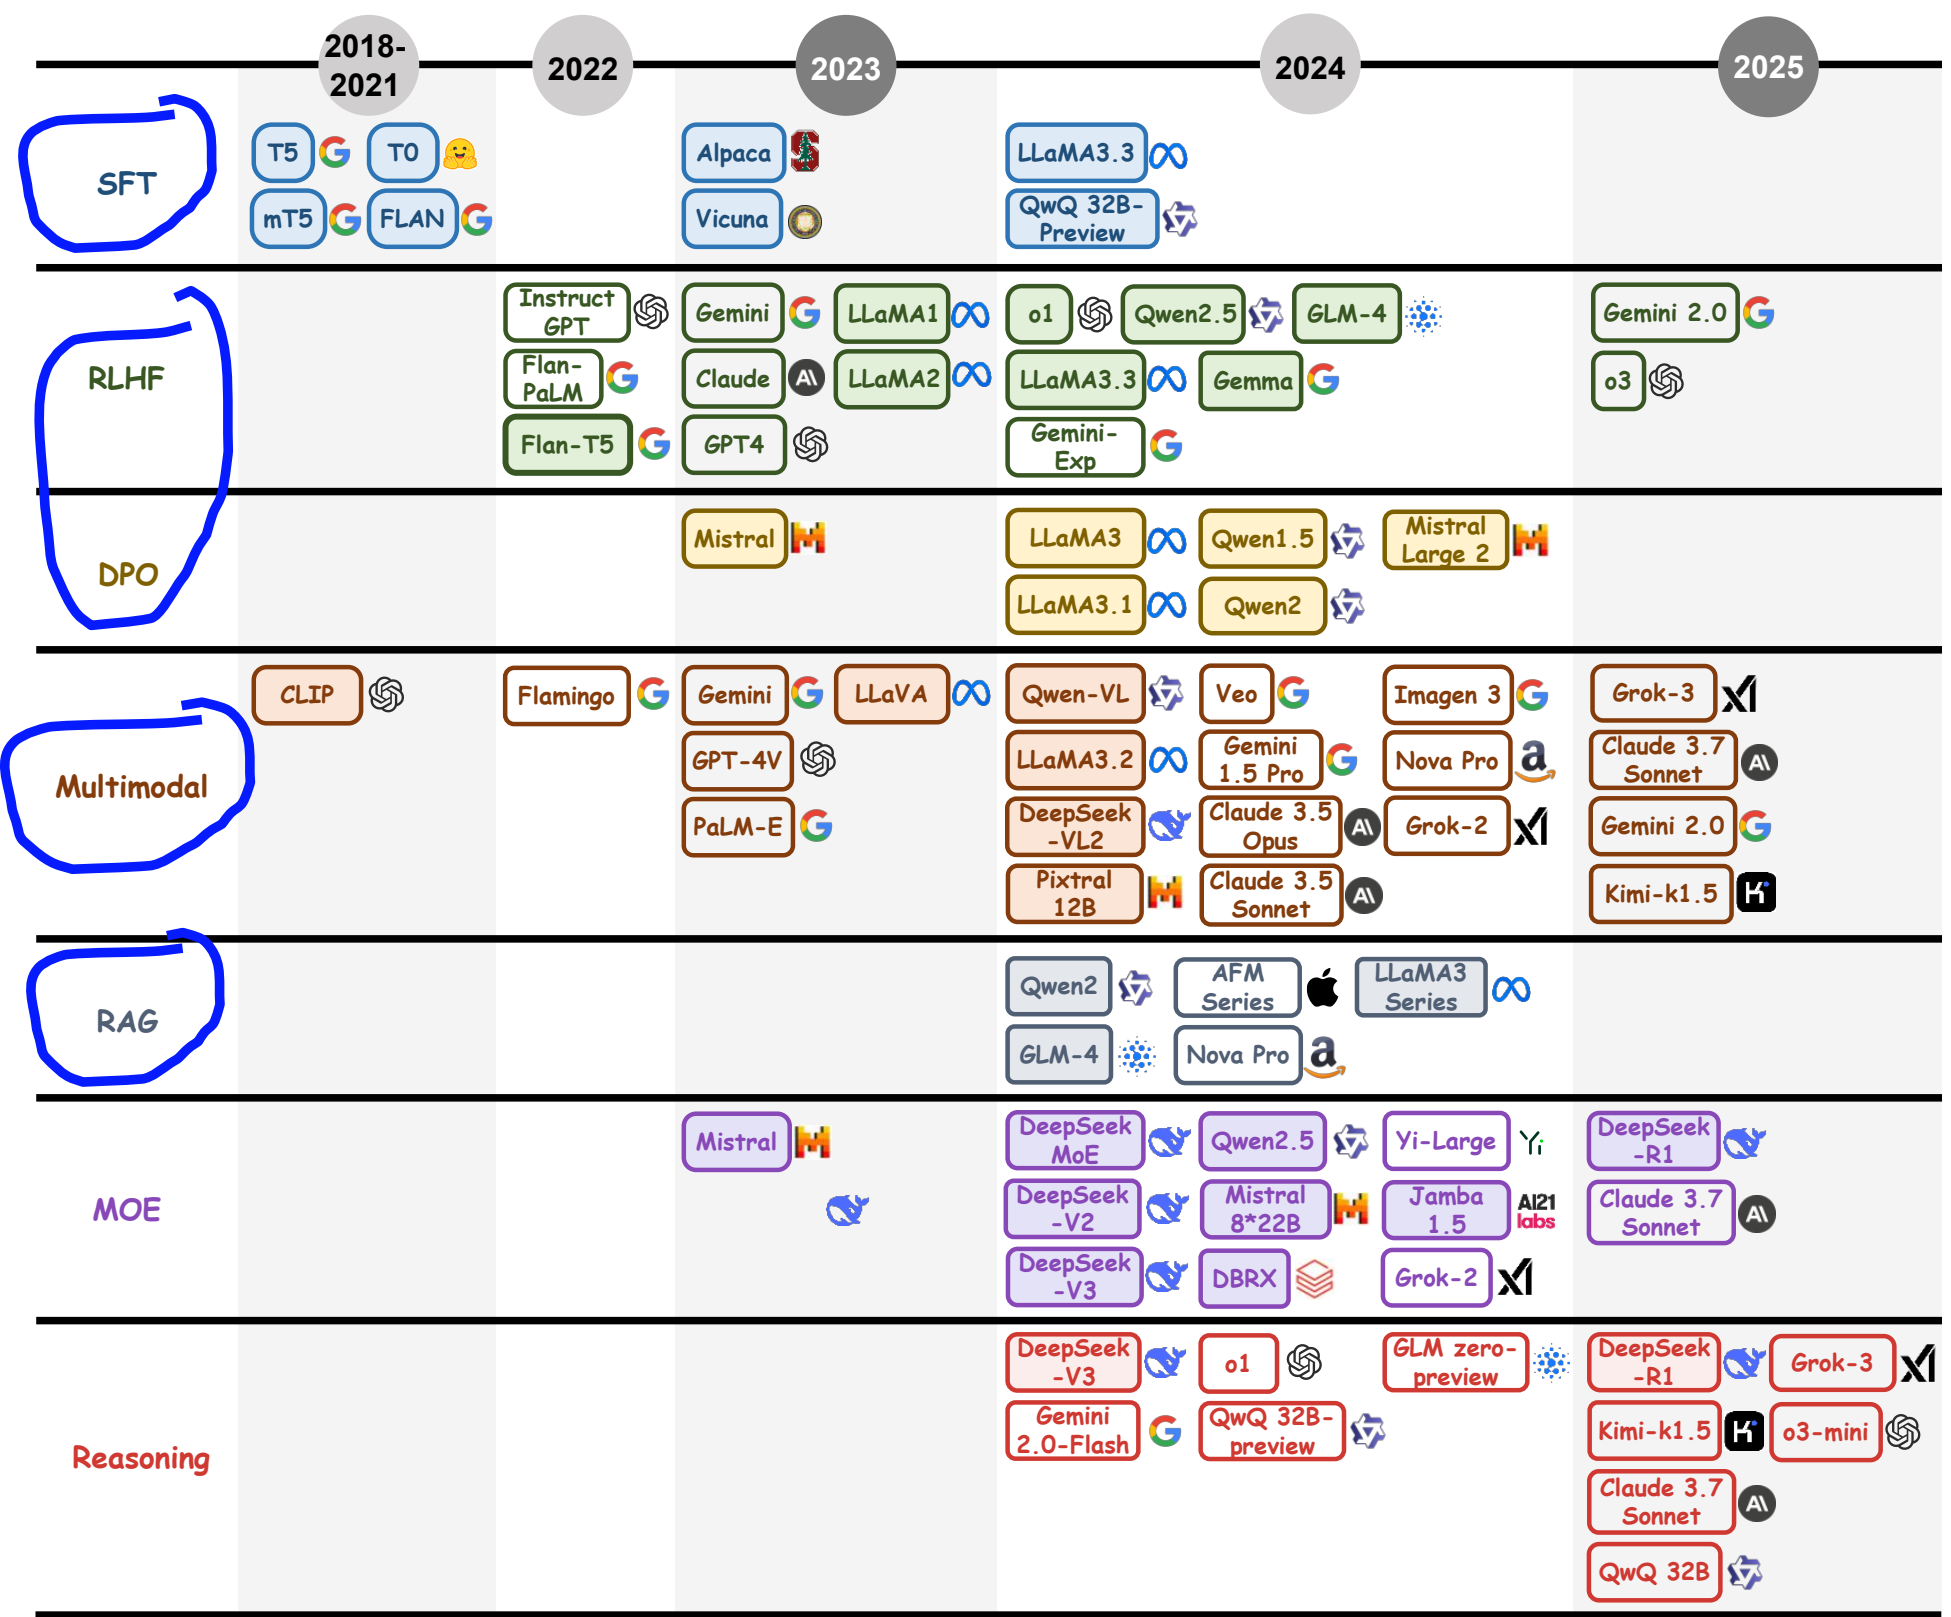 2018-
2021
2022
2023
2024
2025
SFT
T5
T0
mT5
FLAN
Alpaca
Vicuna
LLaMA3.3
QwQ 32B-
Preview
RLHF
Instruct
GPT
Flan-
PaLM
Flan-T5
Gemini
LLaMA1
Claude
LLaMA2
GPT4
o1
Qwen2.5
GLM-4
LLaMA3.3
Gemma
Gemini-
Exp
Gemini 2.0
o3
DPO
Mistral
LLaMA3
Qwen1.5
Mistral
Large 2
LLaMA3.1
Qwen2
Multimodal
CLIP
Flamingo
Gemini
LLaVA
GPT-4V
PaLM-E
Qwen-VL
Veo
Imagen 3
LLaMA3.2
Gemini
1.5 Pro
Nova Pro
DeepSeek
-VL2
Claude 3.5
Opus
Grok-2
Pixtral
12B
Claude 3.5
Sonnet
Grok-3
Claude 3.7
Sonnet
Gemini 2.0
Kimi-k1.5
RAG
Qwen2
AFM
Series
LLaMA3
Series
GLM-4
Nova Pro
MOE
Mistral
DeepSeek
MoE
Qwen2.5
Yi-Large
DeepSeek
-V2
Mistral
8*22B
Jamba
1.5
AI21
labs
DeepSeek
-V3
DBRX
Grok-2
DeepSeek
-R1
Claude 3.7
Sonnet
Reasoning
DeepSeek
-V3
o1
GLM zero-
preview
Gemini
2.0-Flash
QwQ 32B-
preview
DeepSeek
-R1
Grok-3
Kimi-k1.5
o3-mini
Claude 3.7
Sonnet
QwQ 32B